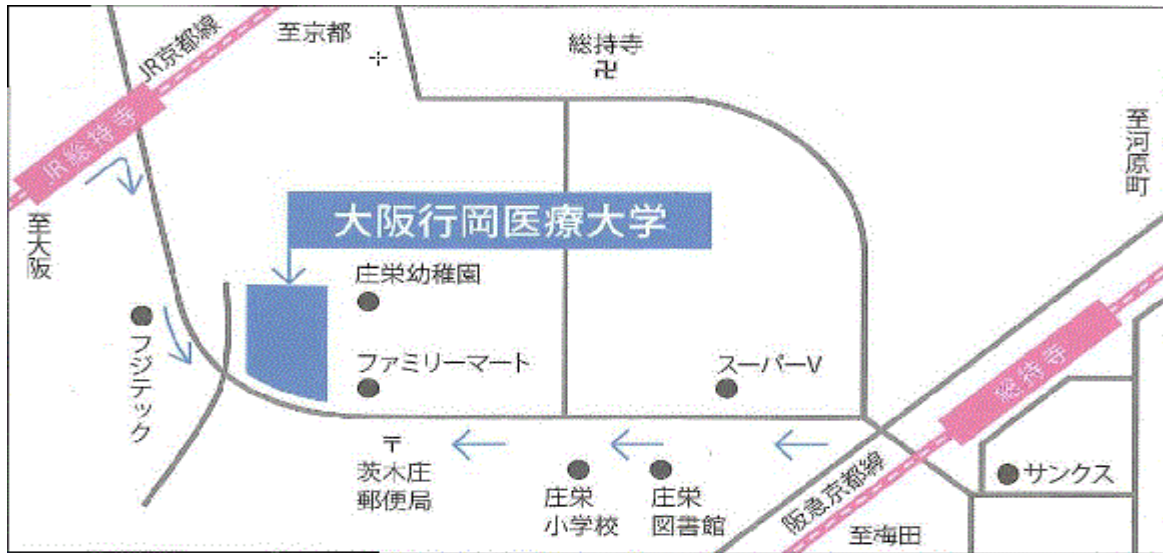 JR京都線
至京都
総持寺
卍
JR総持寺
至河原町
至大阪
大阪行岡医療大学
庄栄幼稚園
フジテック
ファミリーマート
スーパーV
総持寺
〒
茨木庄
郵便局
庄栄
小学校
庄栄
図書館
阪急京都線
サンクス
至梅田